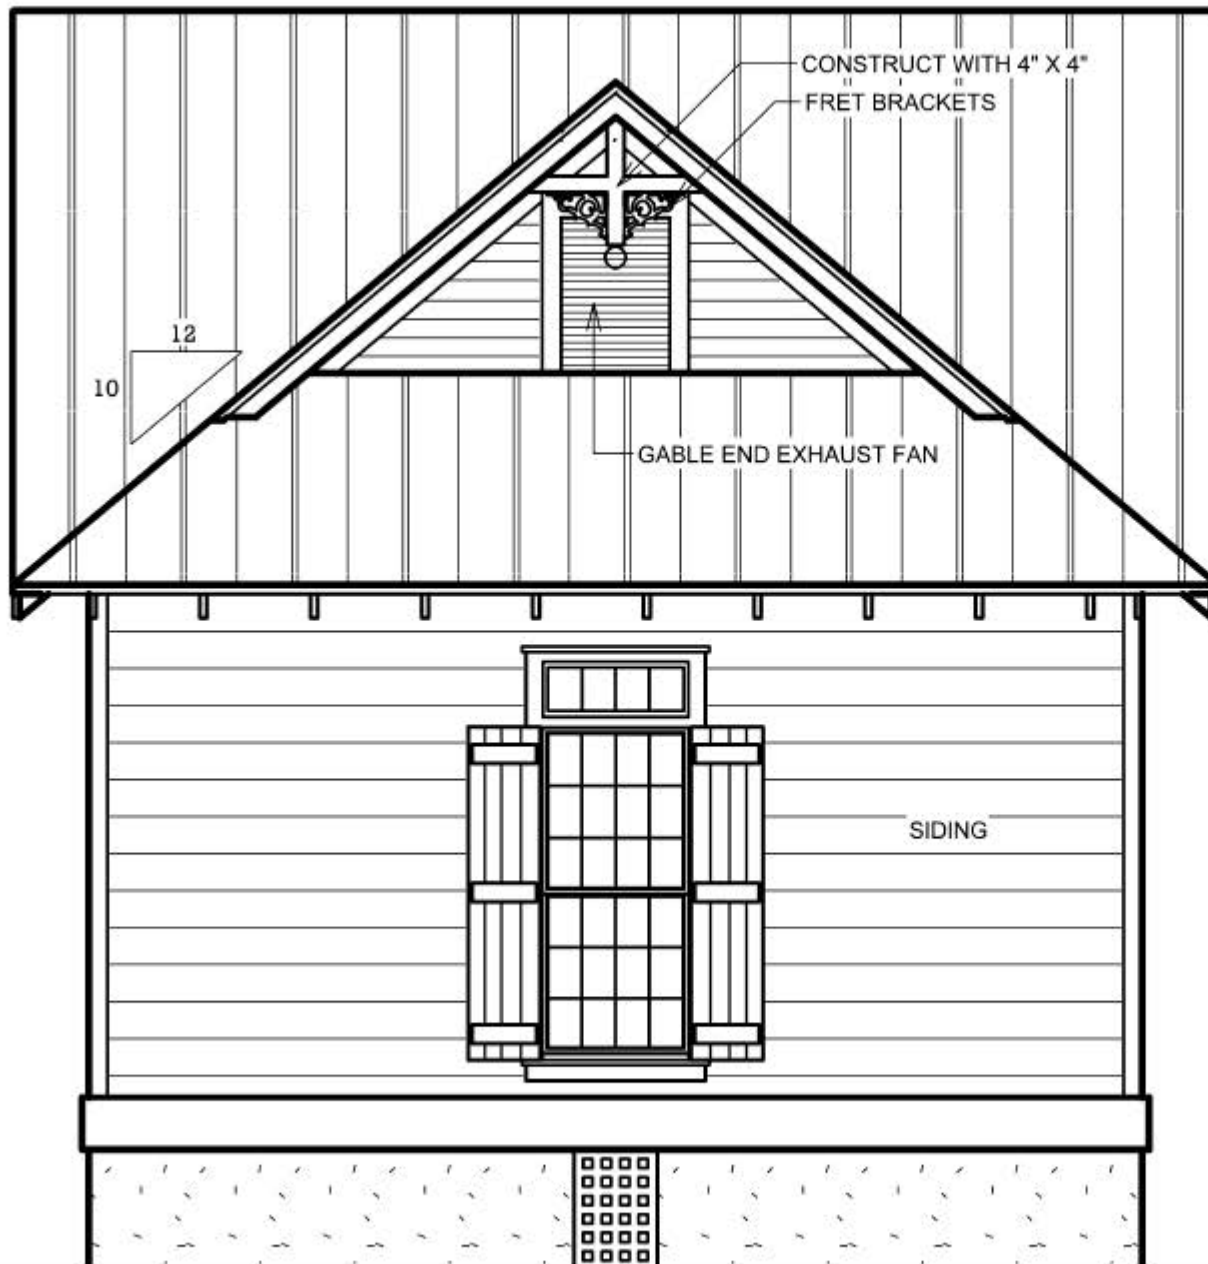 CONSTRUCT WITH 4" X 4"
FRET BRACKETS
12
10
GABLE END EXHAUST FAN
SIDING